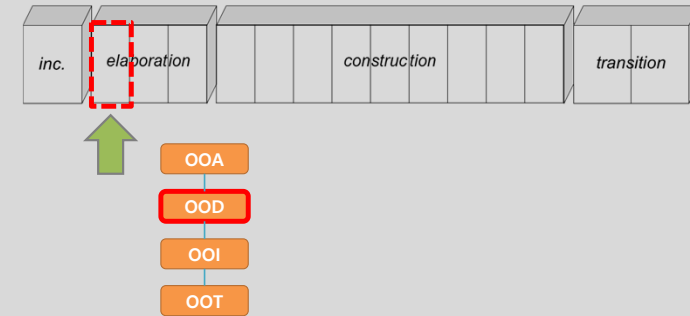 inc.
elaboration
construction
transition
OOA
OOD
OOI
OOT